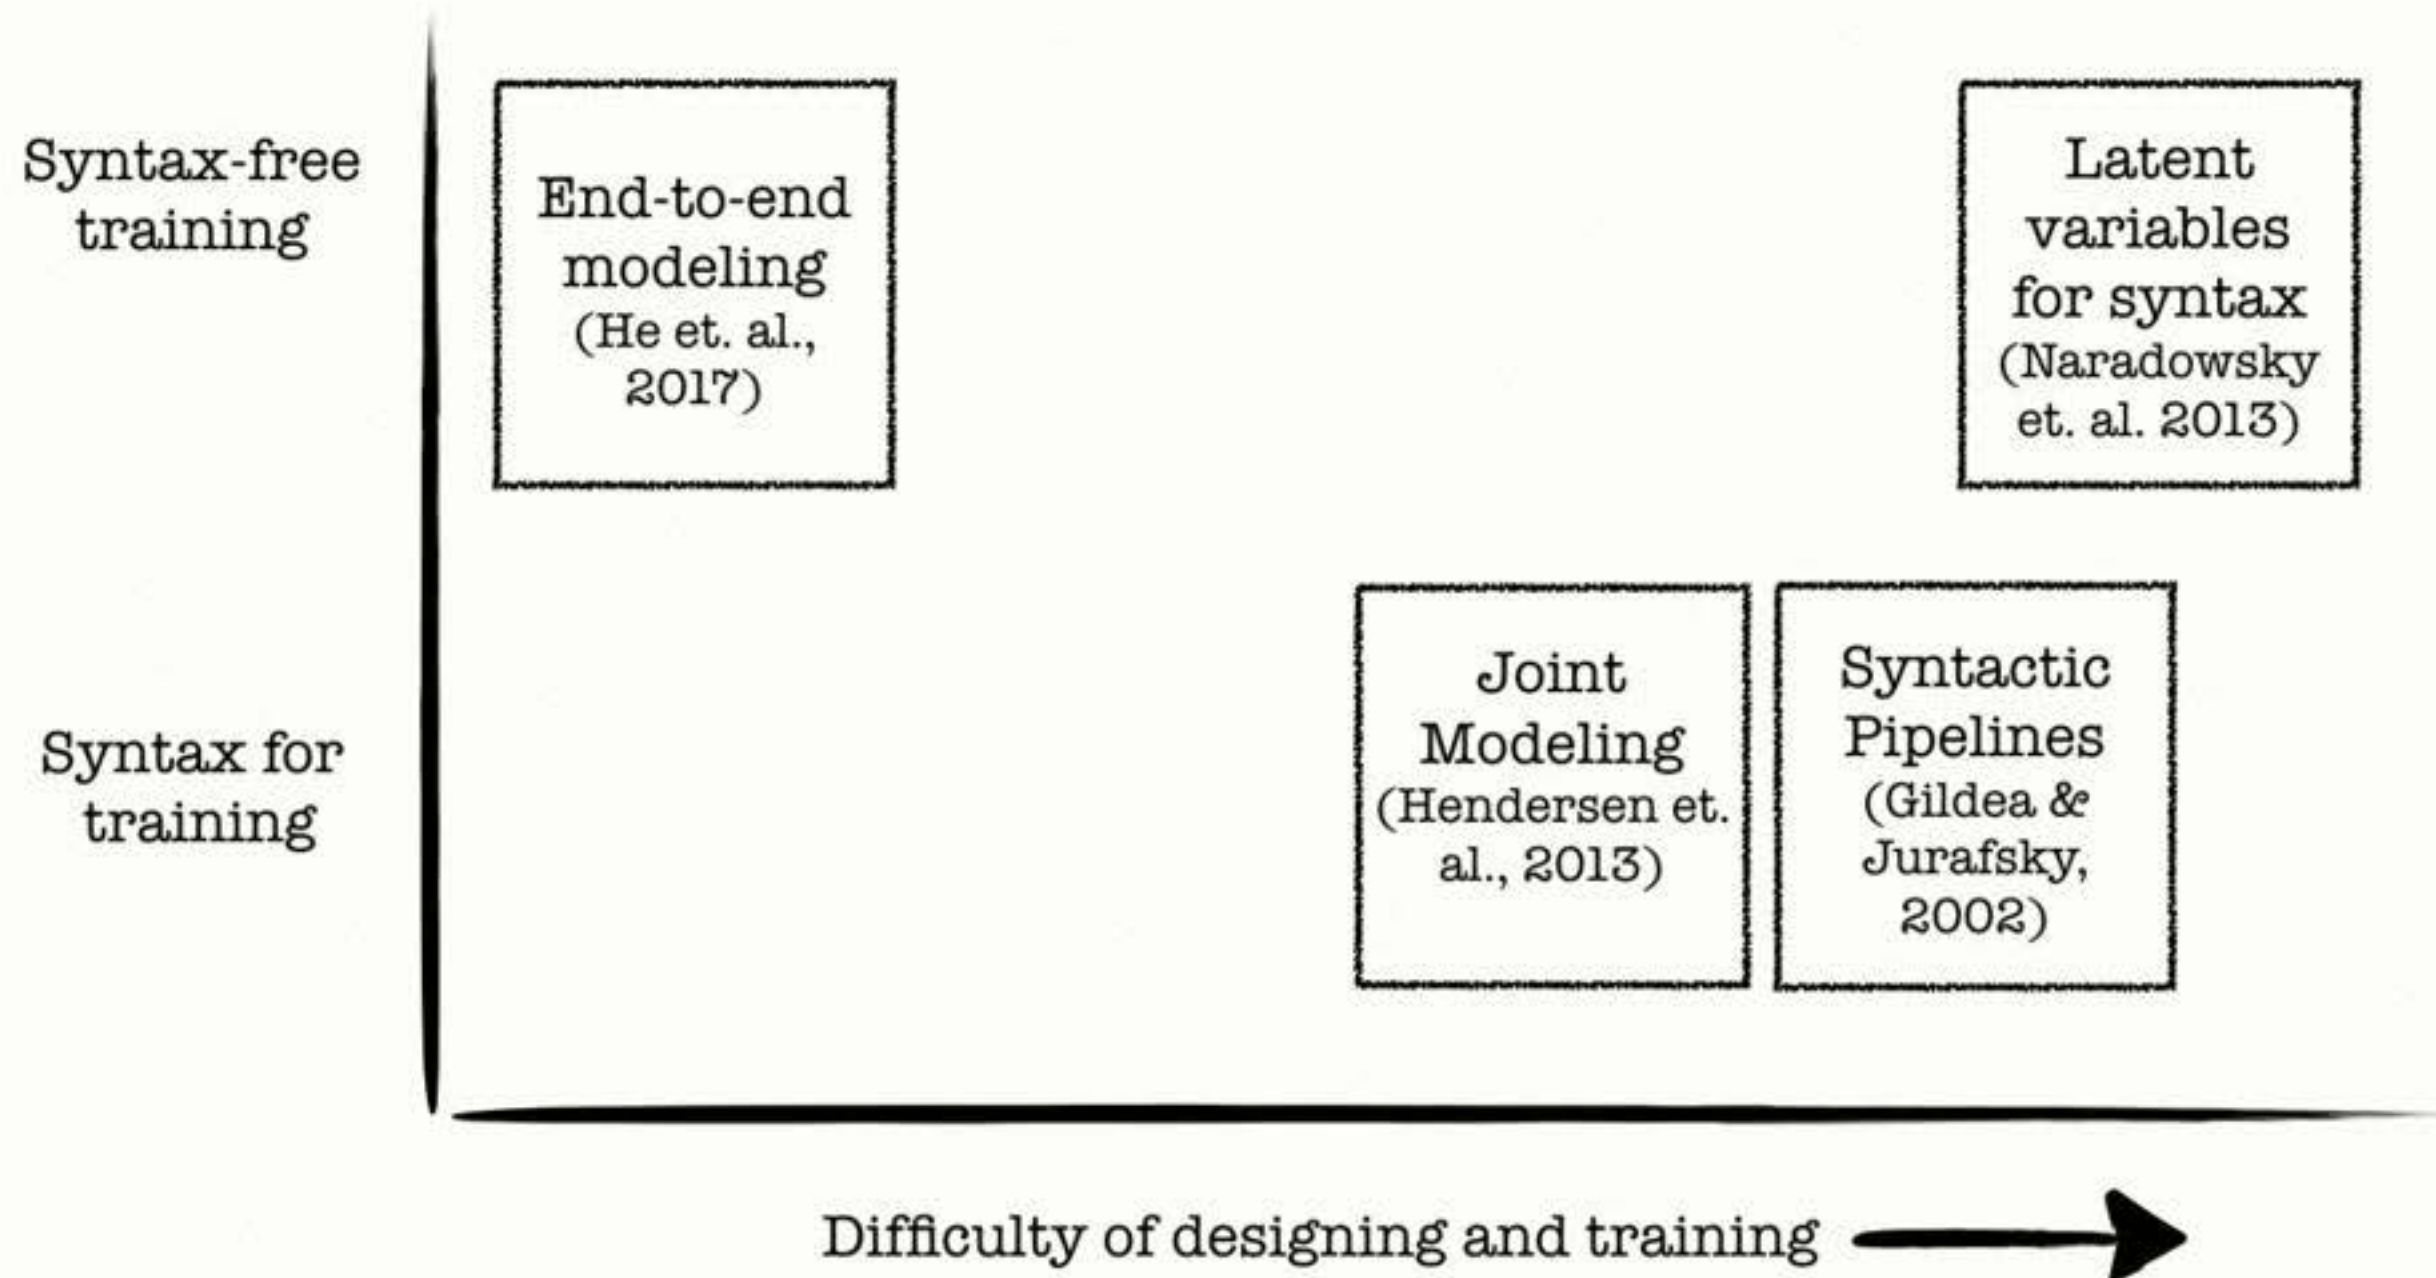 Syntax-free
training
End-to-end
modeling
(He et. al.,
2017)
Latent
variables
for syntax
(Naradowsky
et. al. 2013)
Syntax for
training
Joint
Modeling
(Hendersen et.
al., 2013)
Syntactic
Pipelines
(Gildea &
Jurafsky,
2002)
Difficulty of designing and training